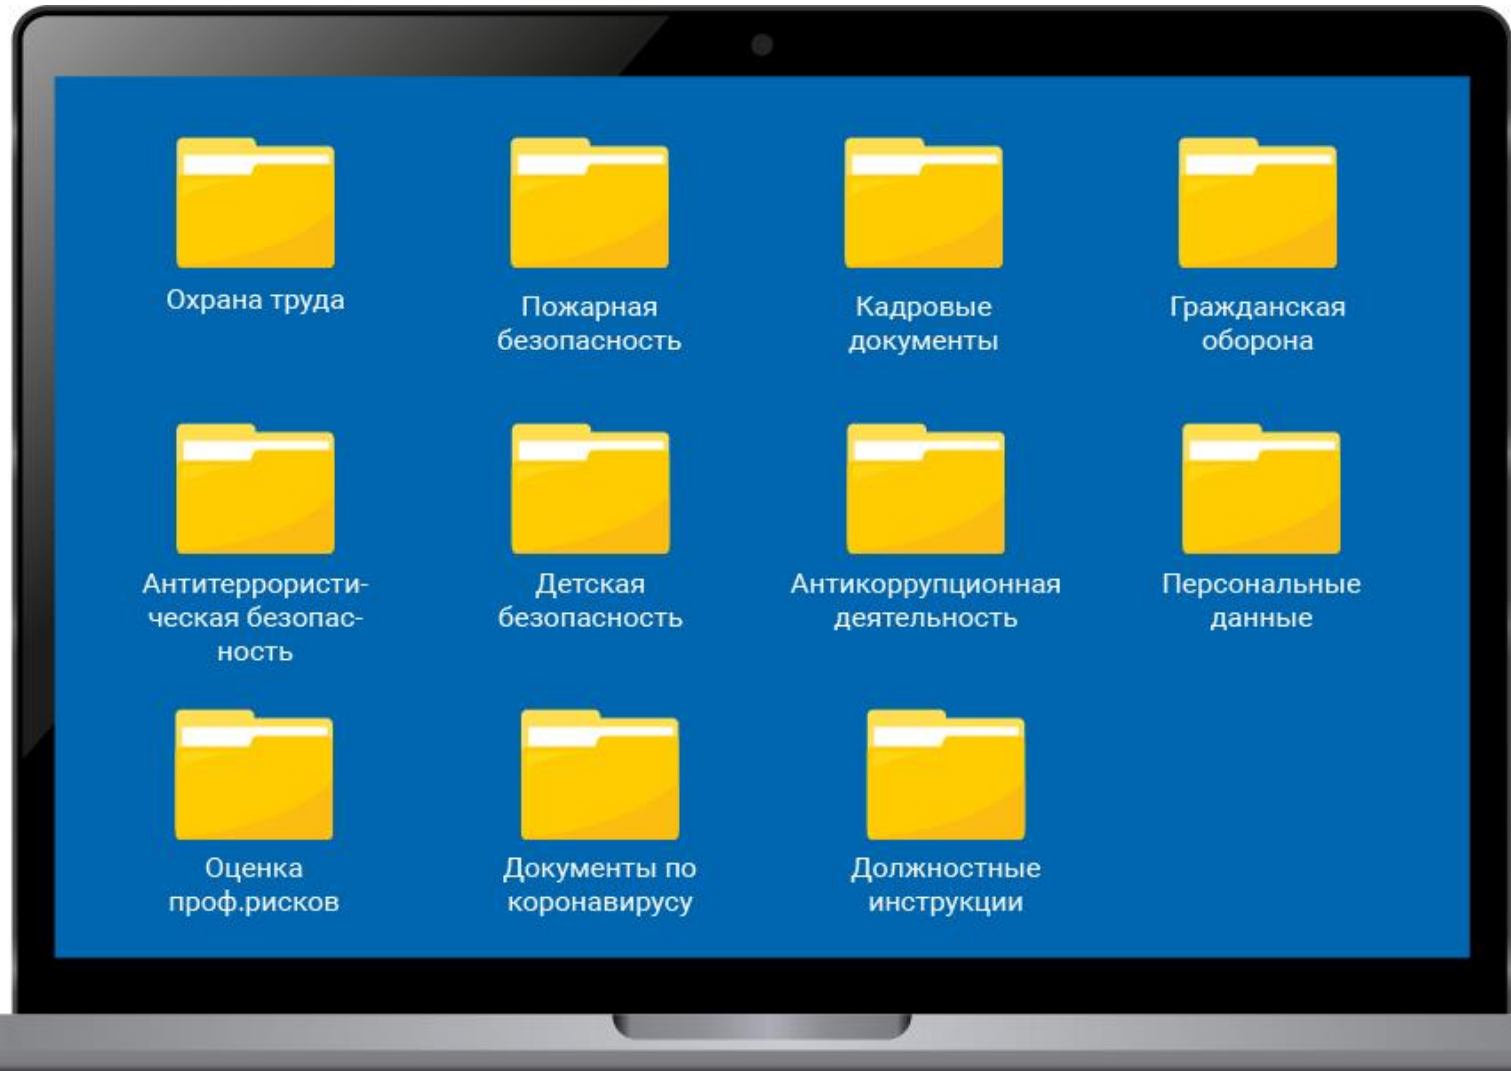 Охрана труда
Пожарная
безопасность
Кадровые
документы
Гражданская
оборона
Антитеррористи-
ческая безопас-
ность
Детская
безопасность
Антикоррупционная
деятельность
Персональные
данные
Оценка
проф.рисков
Документы по
коронавирусу
Должностные
инструкции